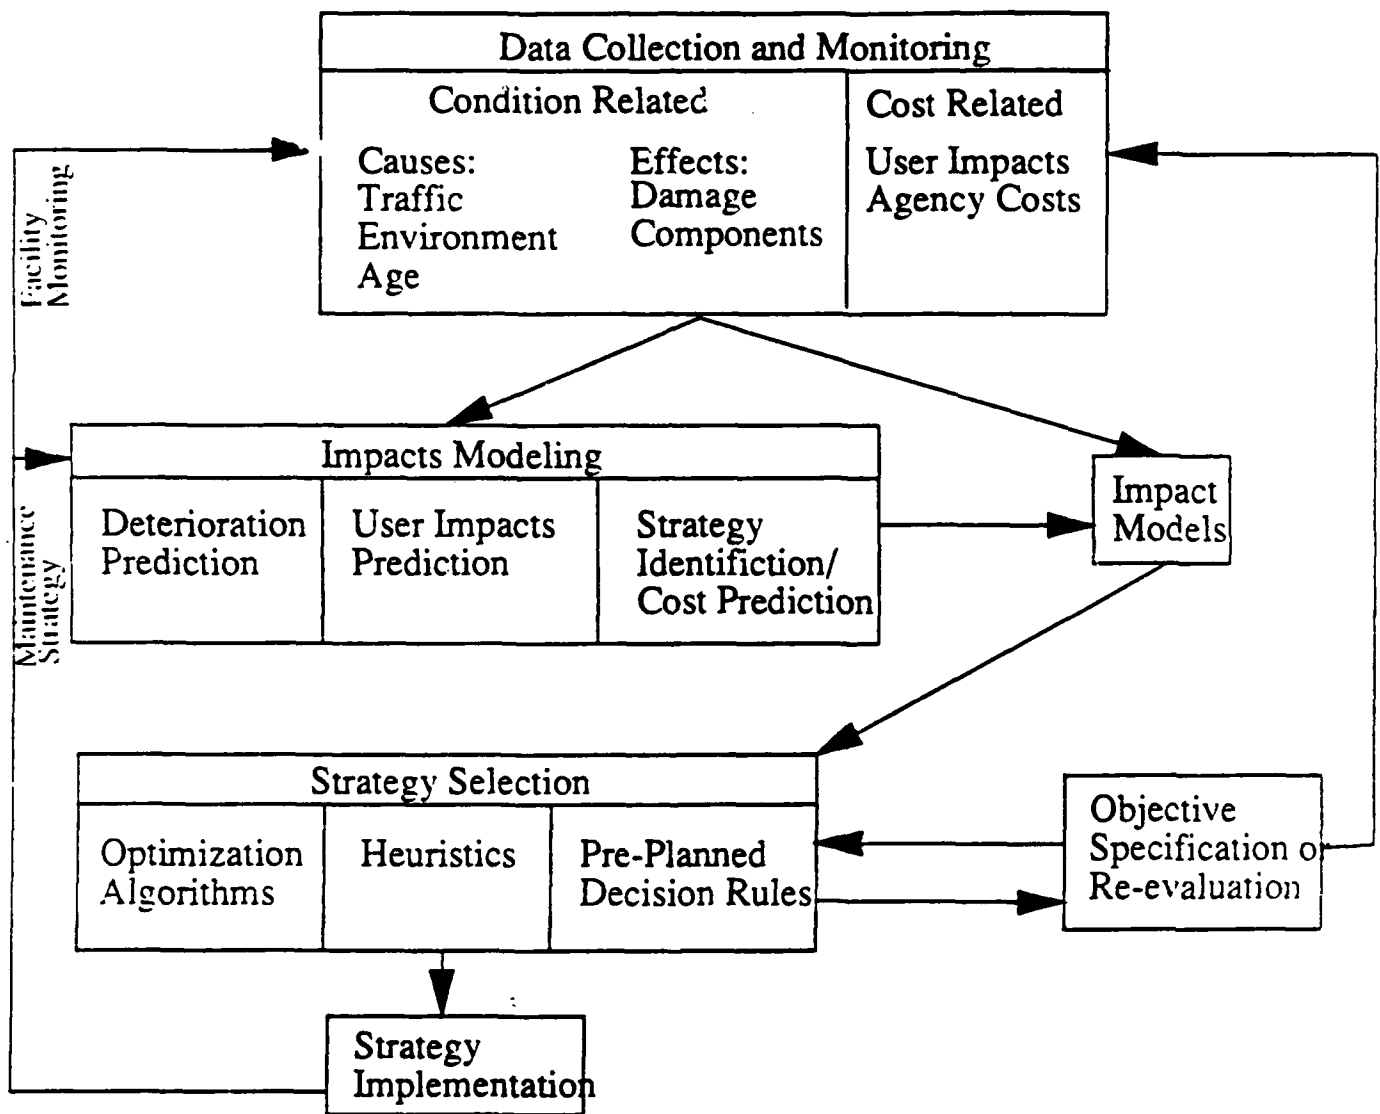 Data Collection and Monitoring
Condition Related
Cost Related
Causes:
Traffic
Environment
Age
Effects:
Damage
Components
User Impacts
Agency Costs
Facility
Monitoring
Impacts Modeling
Deterioration
Prediction
User Impacts
Prediction
Strategy
Identifiction/
Cost Prediction
Impact
Models
Maintenance
Strategy
Strategy Selection
Optimization
Algorithms
Heuristics
Pre-Planned
Decision Rules
Objective
Specification o
Re-evaluation
Strategy
Implementation